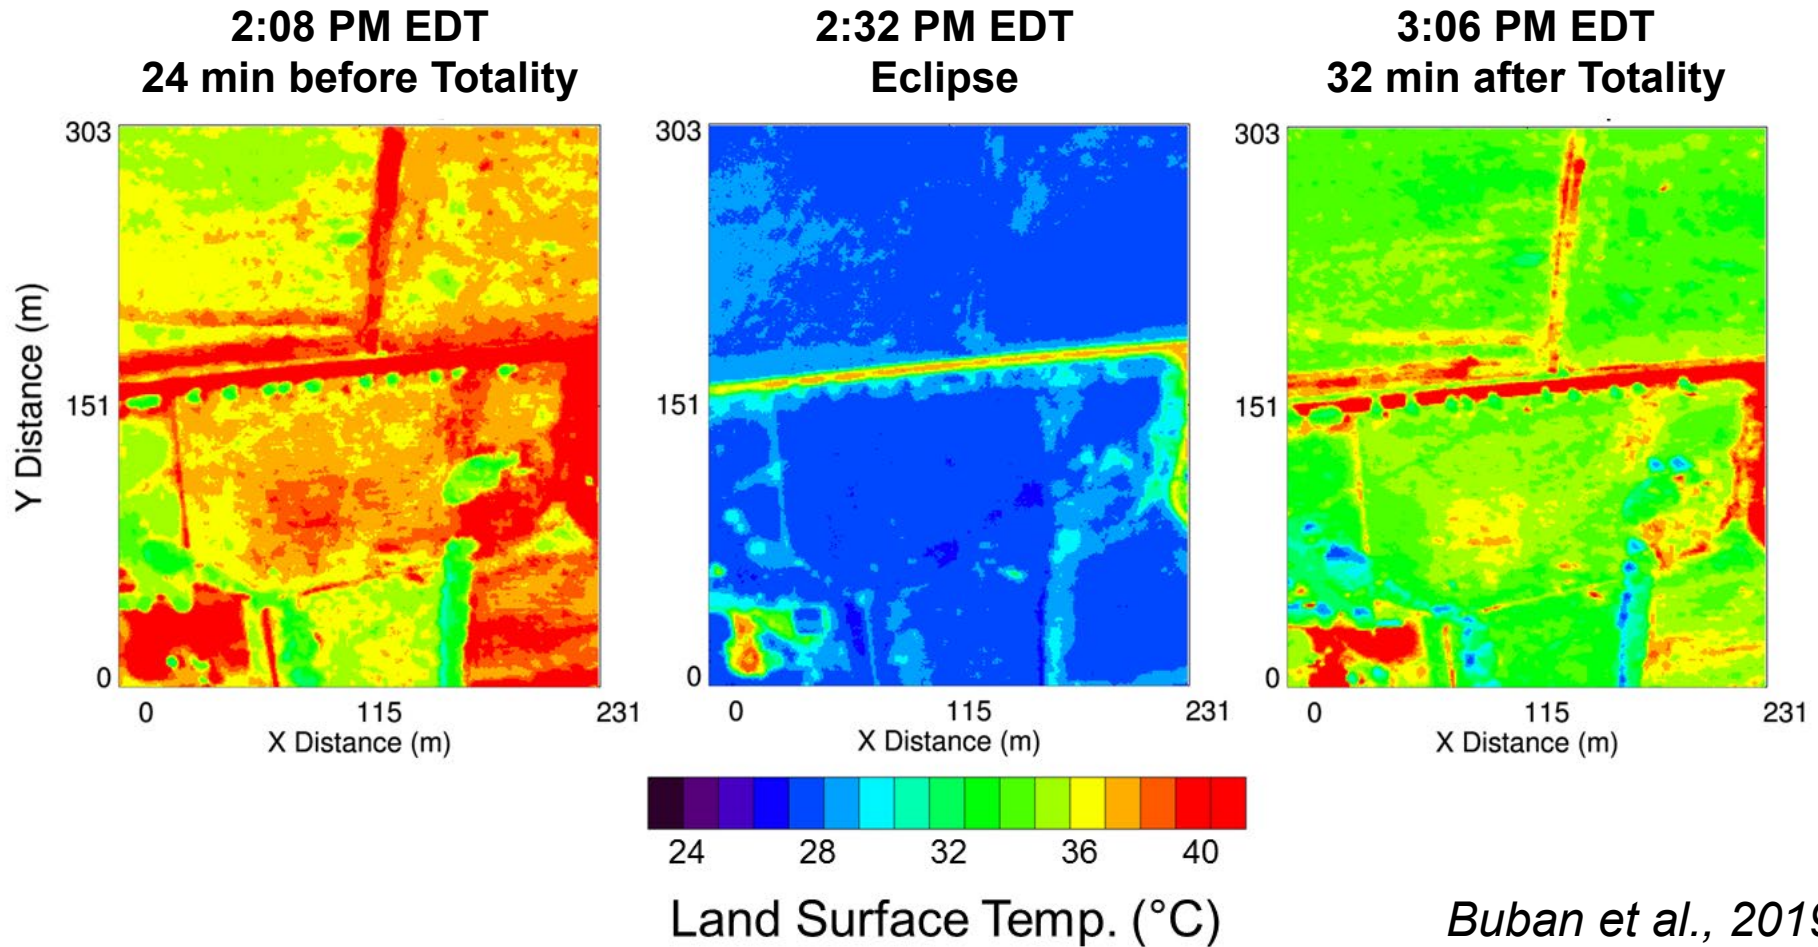 2:08 PM EDT
24 min before Totality
2:32 PM EDT
Eclipse
3:06 PM EDT
32 min after Totality
Y Distance (m)
303
151
0
0 115 231
X Distance (m)
303
151
0
0 115 231
X Distance (m)
303
151
0
0 115 231
X Distance (m)
24 28 32 36 40
Land Surface Temp. (°C)
Buban et al., 2019